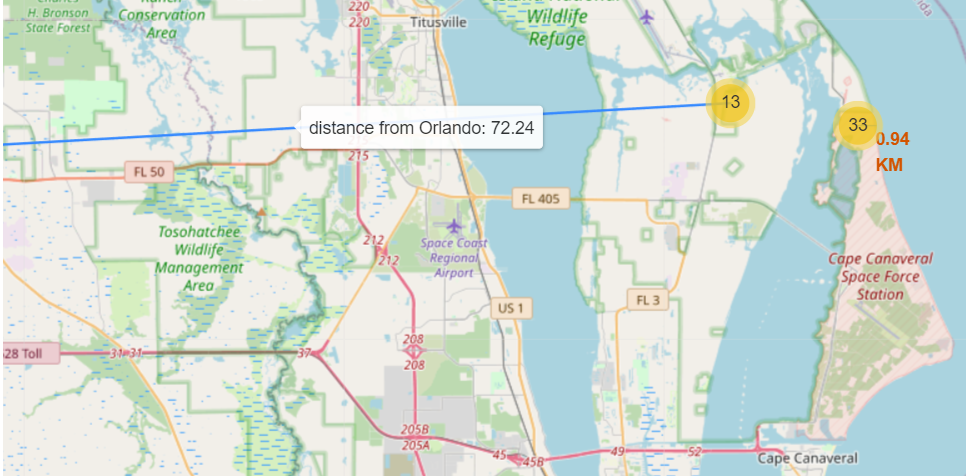 Ranch
Conservation
Area
Charles
H. Bronson
State Forest
220
220
Titusville
Island National
Wildlife
Refuge
13
33
0.94
KM
distance from Orlando: 72.24
215
FL 50
FL 405
Tosohatchee
Wildlife
Management
Area
212
212
Space Coast
Regional
Airport
Cape Canaveral
Space Force
Station
US 1
FL 3
208
208
28 Toll
31
31
37
205B
205A
45
45B
49
52
Cape Canaveral